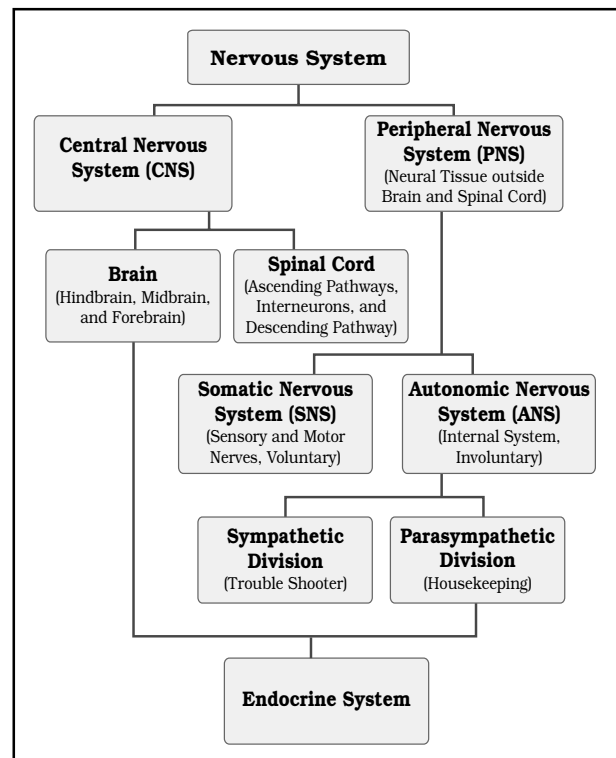 Nervous System
Central Nervous
System (CNS)
Peripheral Nervous
System (PNS)
(Neural Tissue outside
Brain and Spinal Cord)
Brain
(Hindbrain, Midbrain,
and Forebrain)
Spinal Cord
(Ascending Pathways,
Interneurons, and
Descending Pathway)
Somatic Nervous
System (SNS)
(Sensory and Motor
Nerves, Voluntary)
Autonomic Nervous
System (ANS)
(Internal System,
Involuntary)
Sympathetic
Division
(Trouble Shooter)
Parasympathetic
Division
(Housekeeping)
Endocrine System